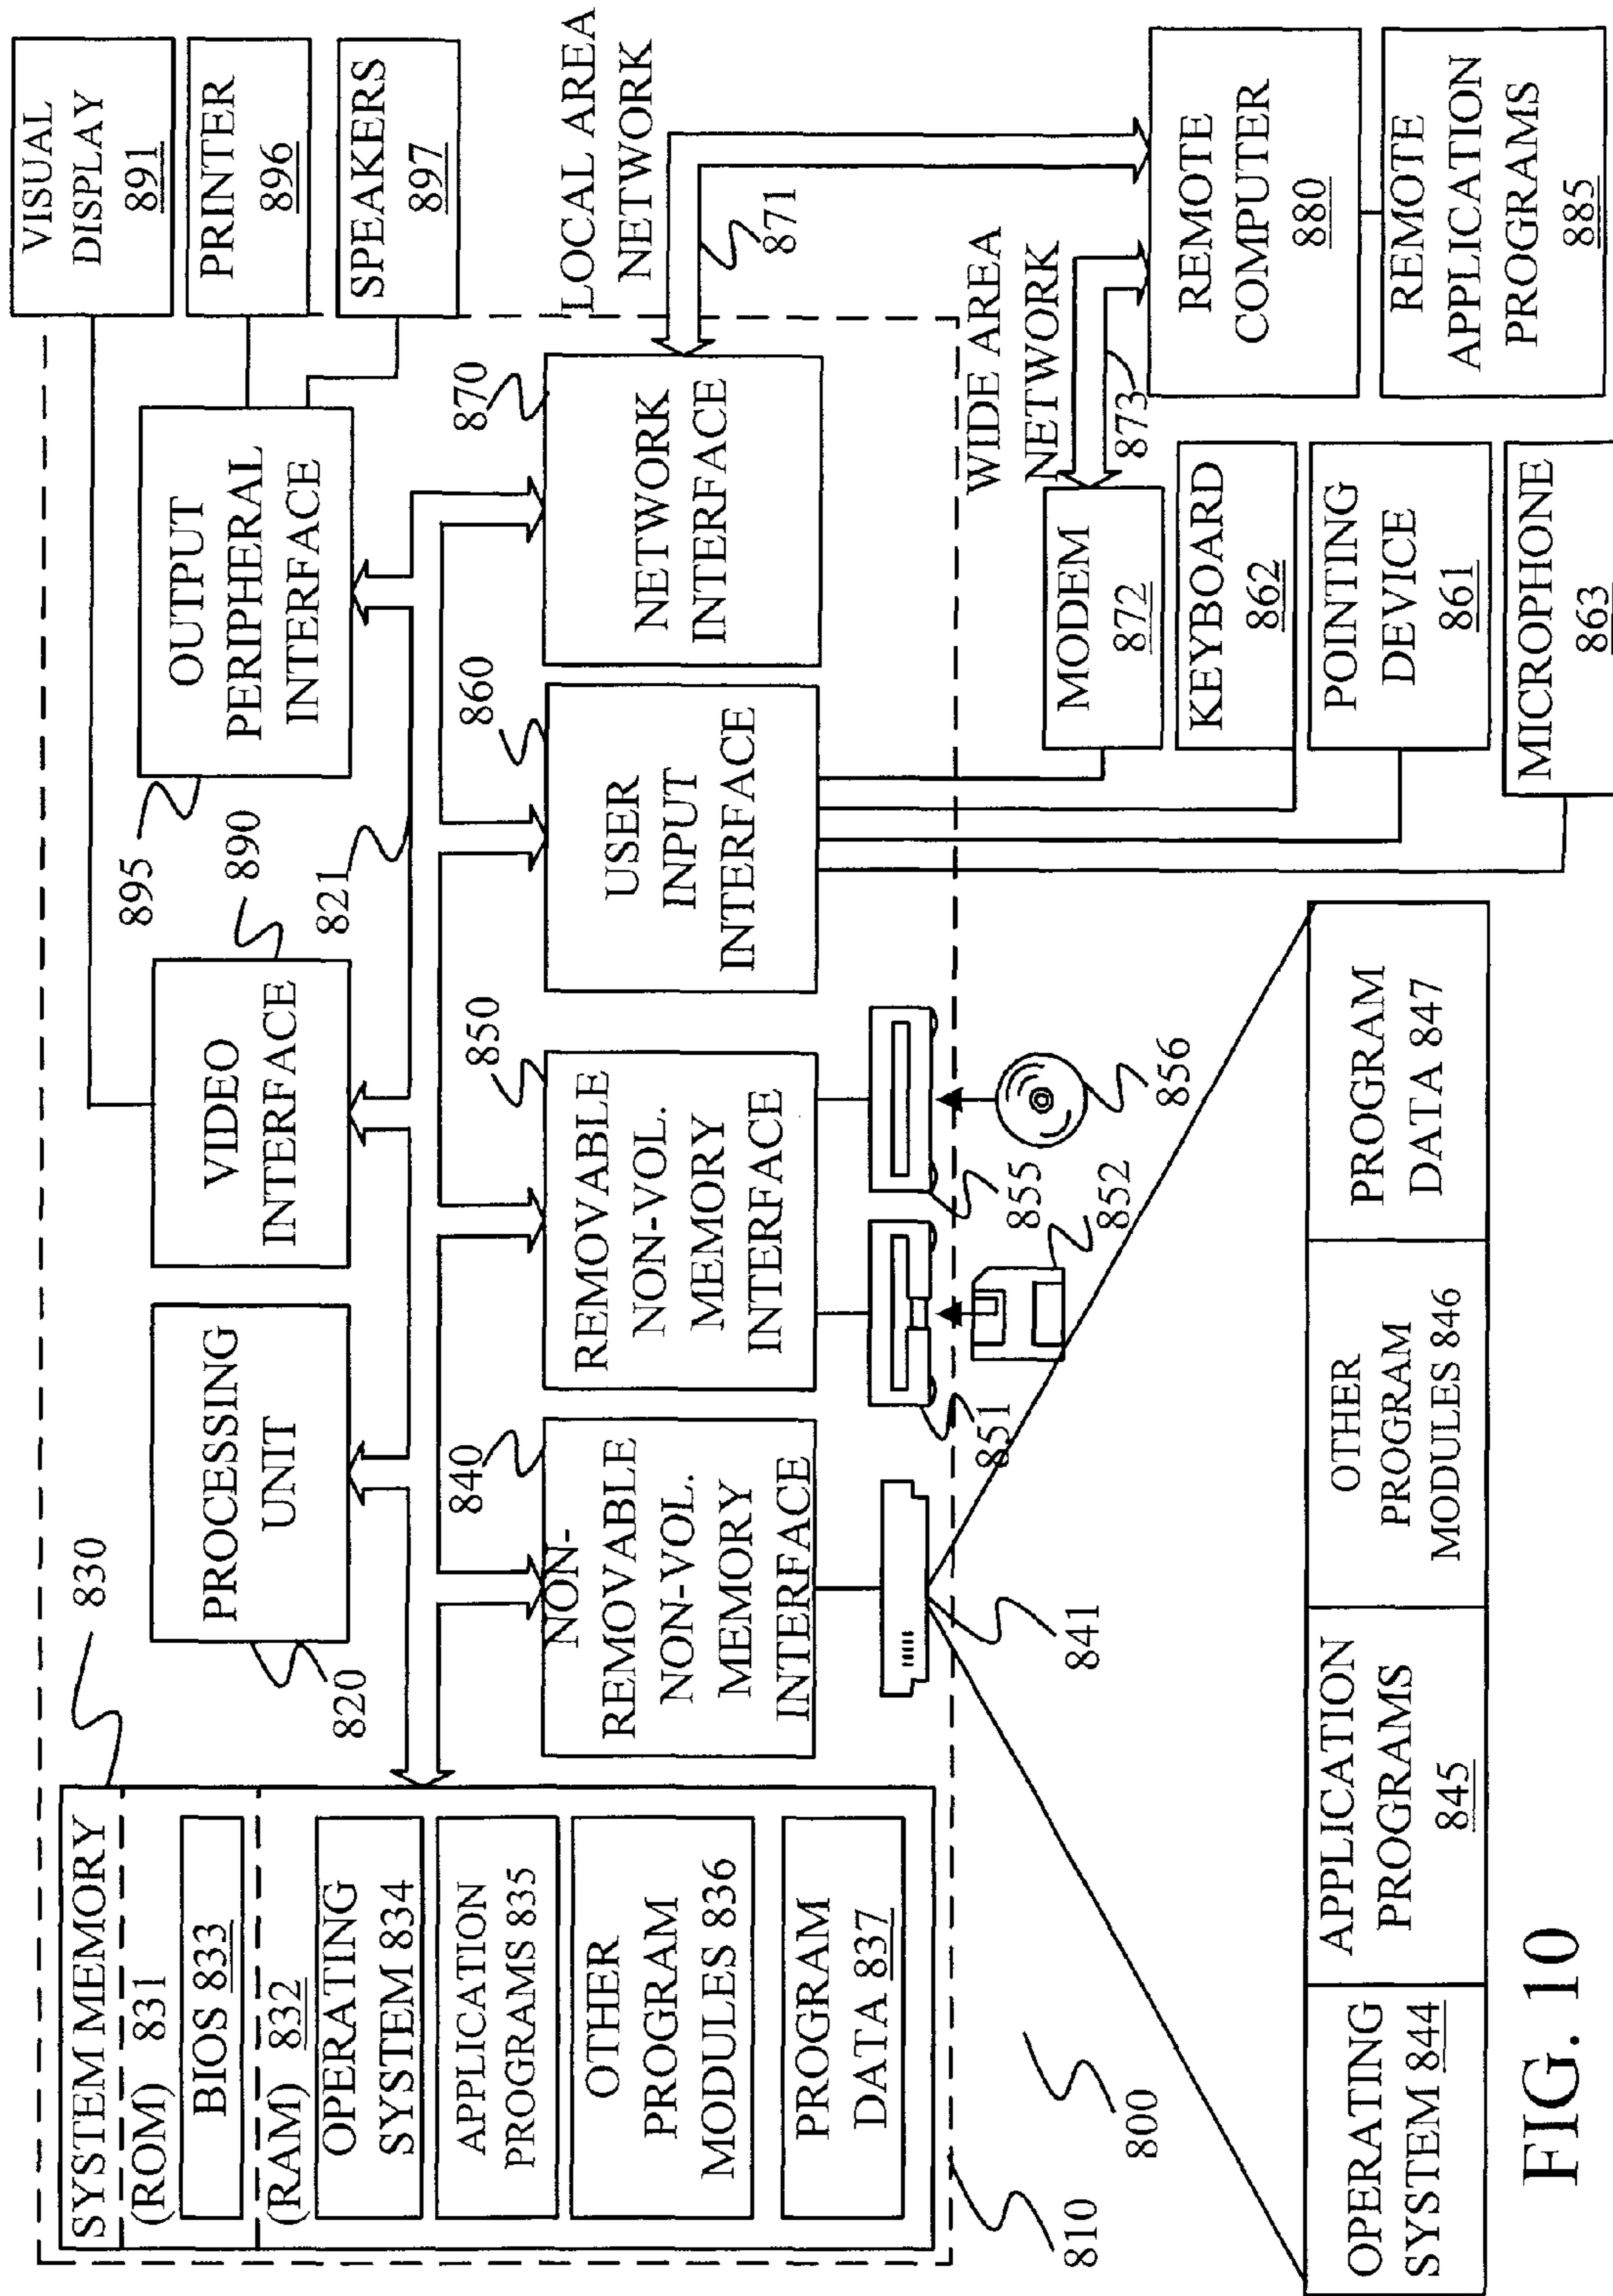 SYSTEM MEMORY
(ROM) 831
BIOS 833
(RAM) 832
OPERATING
SYSTEM 834
APPLICATION
PROGRAMS 835
OTHER
PROGRAM
MODULES 836
PROGRAM
DATA 837
830
PROCESSING
UNIT
820
VIDEO
INTERFACE
890
821
OUTPUT
PERIPHERAL
INTERFACE
895
VISUAL
DISPLAY
891
PRINTER
896
SPEAKERS
897
NON-
REMOVABLE
NON-VOL.
MEMORY
INTERFACE
840
REMOVABLE
NON-VOL.
MEMORY
INTERFACE
850
USER
INPUT
INTERFACE
860
NETWORK
INTERFACE
870
LOCAL AREA
NETWORK
871
841
851
852
855
856
WIDE AREA
NETWORK
873
MODEM
872
KEYBOARD
862
POINTING
DEVICE
861
MICROPHONE
863
REMOTE
COMPUTER
880
REMOTE
APPLICATION
PROGRAMS
885
810
800
OPERATING
SYSTEM 844
APPLICATION
PROGRAMS
845
OTHER
PROGRAM
MODULES 846
PROGRAM
DATA 847
FIG. 10